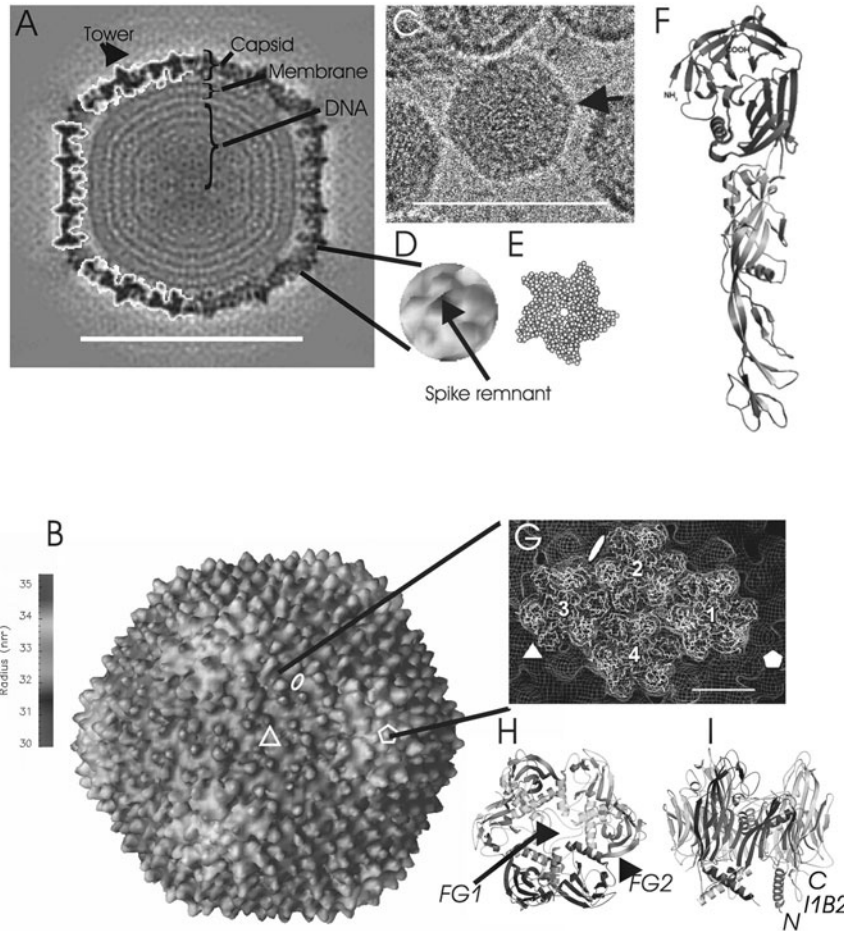 A
Tower
Capsid
Membrane
DNA
C
D
E
Spike remnant
F
COOH
NH
B
35
34
33
32
31
30
Radius (nm)
G
1
2
3
4
H
FG1
FG2
I
C
I1B2
N